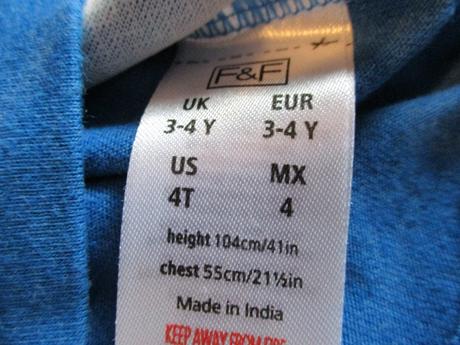 F&F
UK EUR
3-4 Y 3-4 Y
US MX
4T 4
height 104cm/41in
chest 55cm/21½in
Made in India
KEEP AWAY FROM FIRE